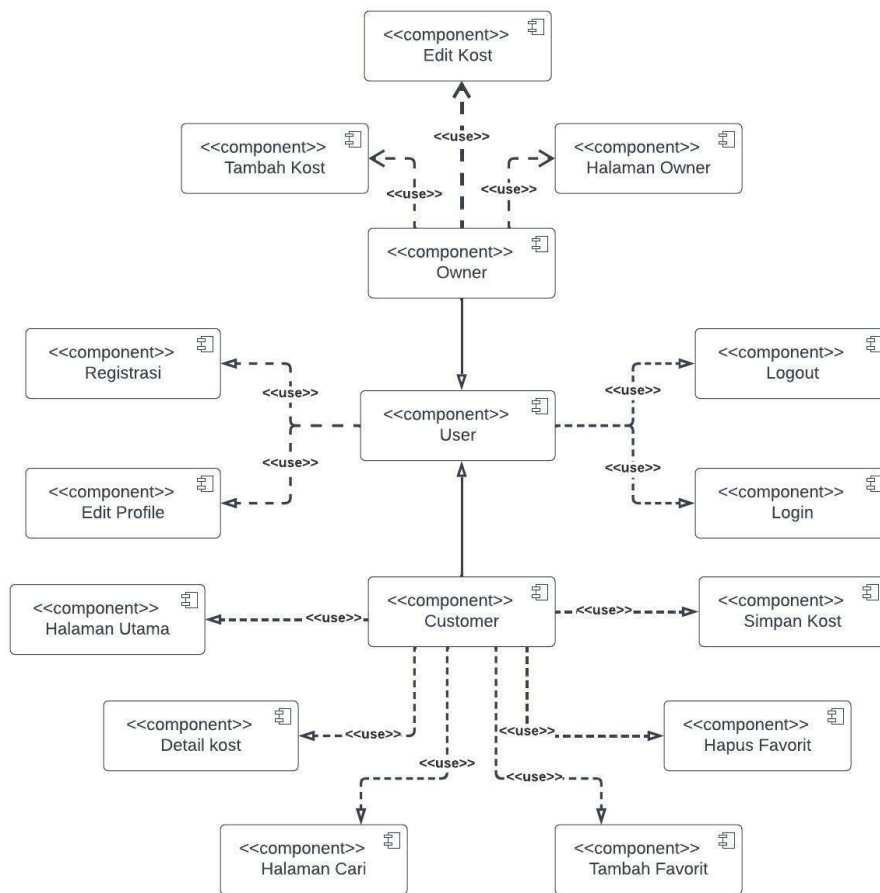 <<component>>
Edit Kost
<<use>>
<<component>>
Tambah Kost
<<component>>
Halaman Owner
<<use>>
<<use>>
<<component>>
Owner
<<component>>
Registrasi
<<component>>
Logout
<<use>>
<<use>>
<<component>>
User
<<use>>
<<use>>
<<component>>
Edit Profile
<<component>>
Login
<<component>>
Halaman Utama
<<use>>
<<component>>
Customer
<<use>>
<<component>>
Simpan Kost
<<component>>
Detail kost
<<use>>
<<use>>
<<component>>
Hapus Favorit
<<use>>
<<use>>
<<component>>
Halaman Cari
<<component>>
Tambah Favorit